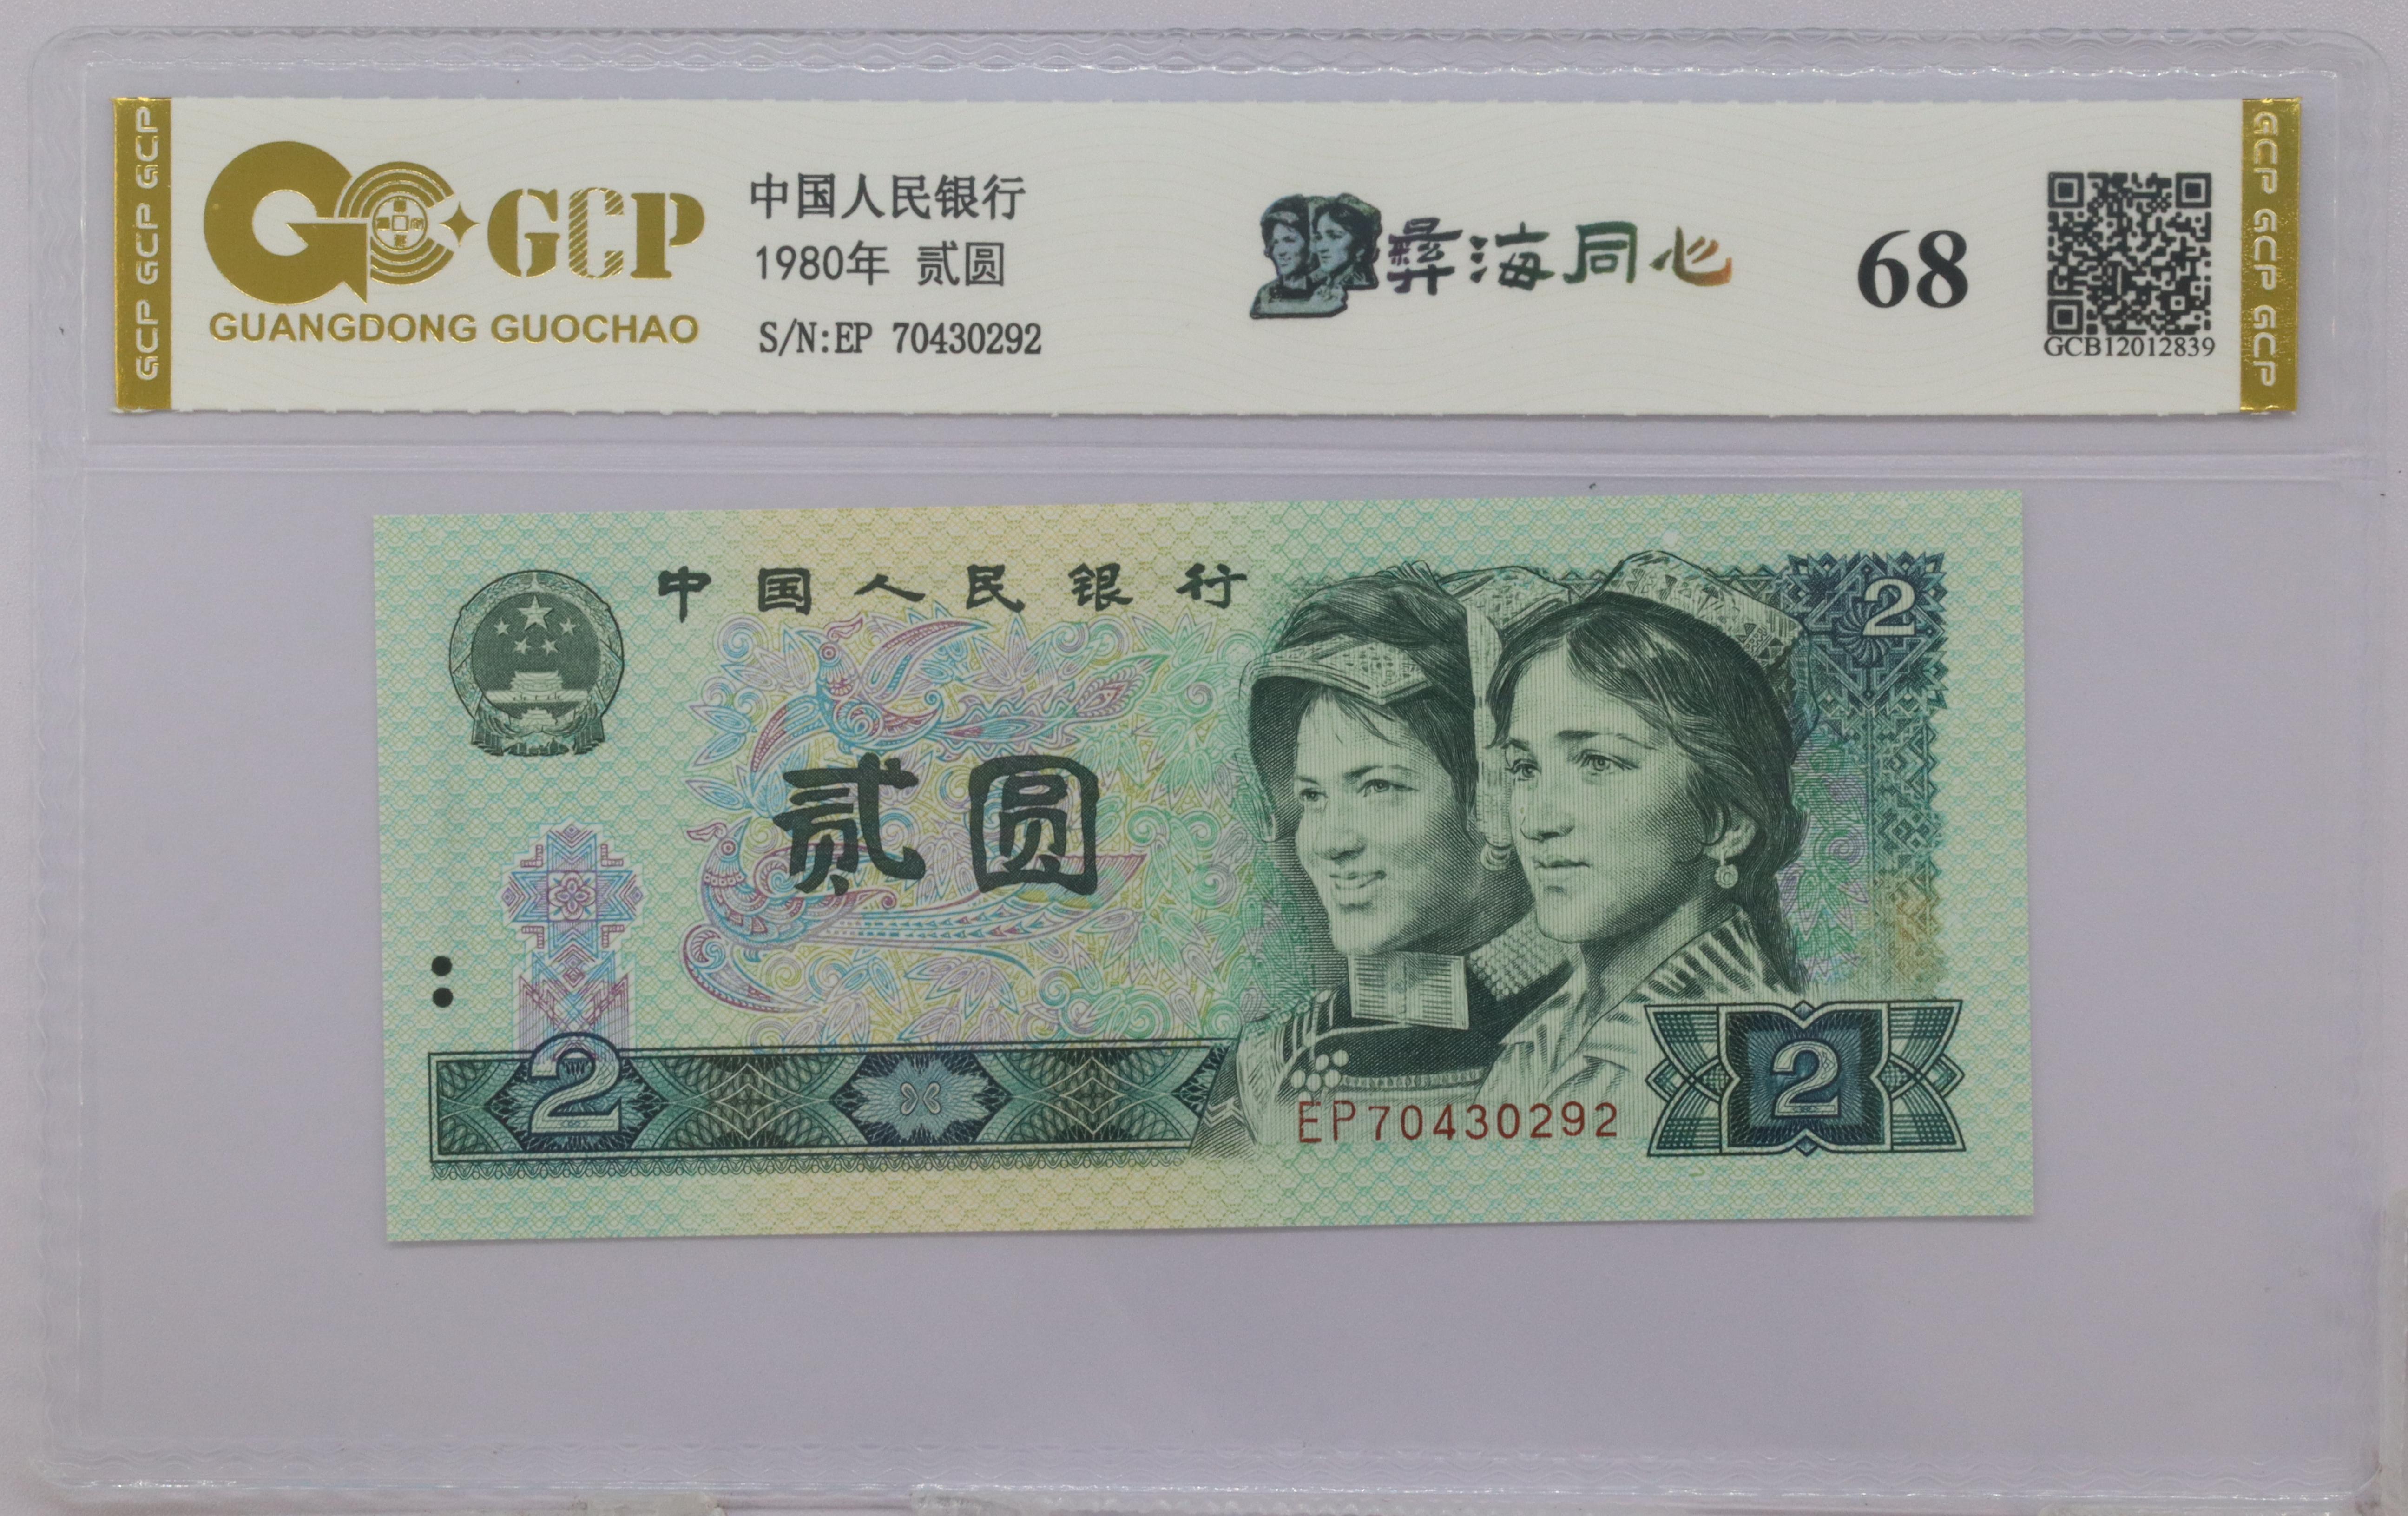 GCP GCP GCP
GCP
GUANGDONG GUOCHAO
中国人民银行
1980年 贰圆
S/N:EP 70430292
彝海同心
68
GCB12012839
GCP GCP GCP
中国人民银行
2
贰圆
2
EP70430292
2